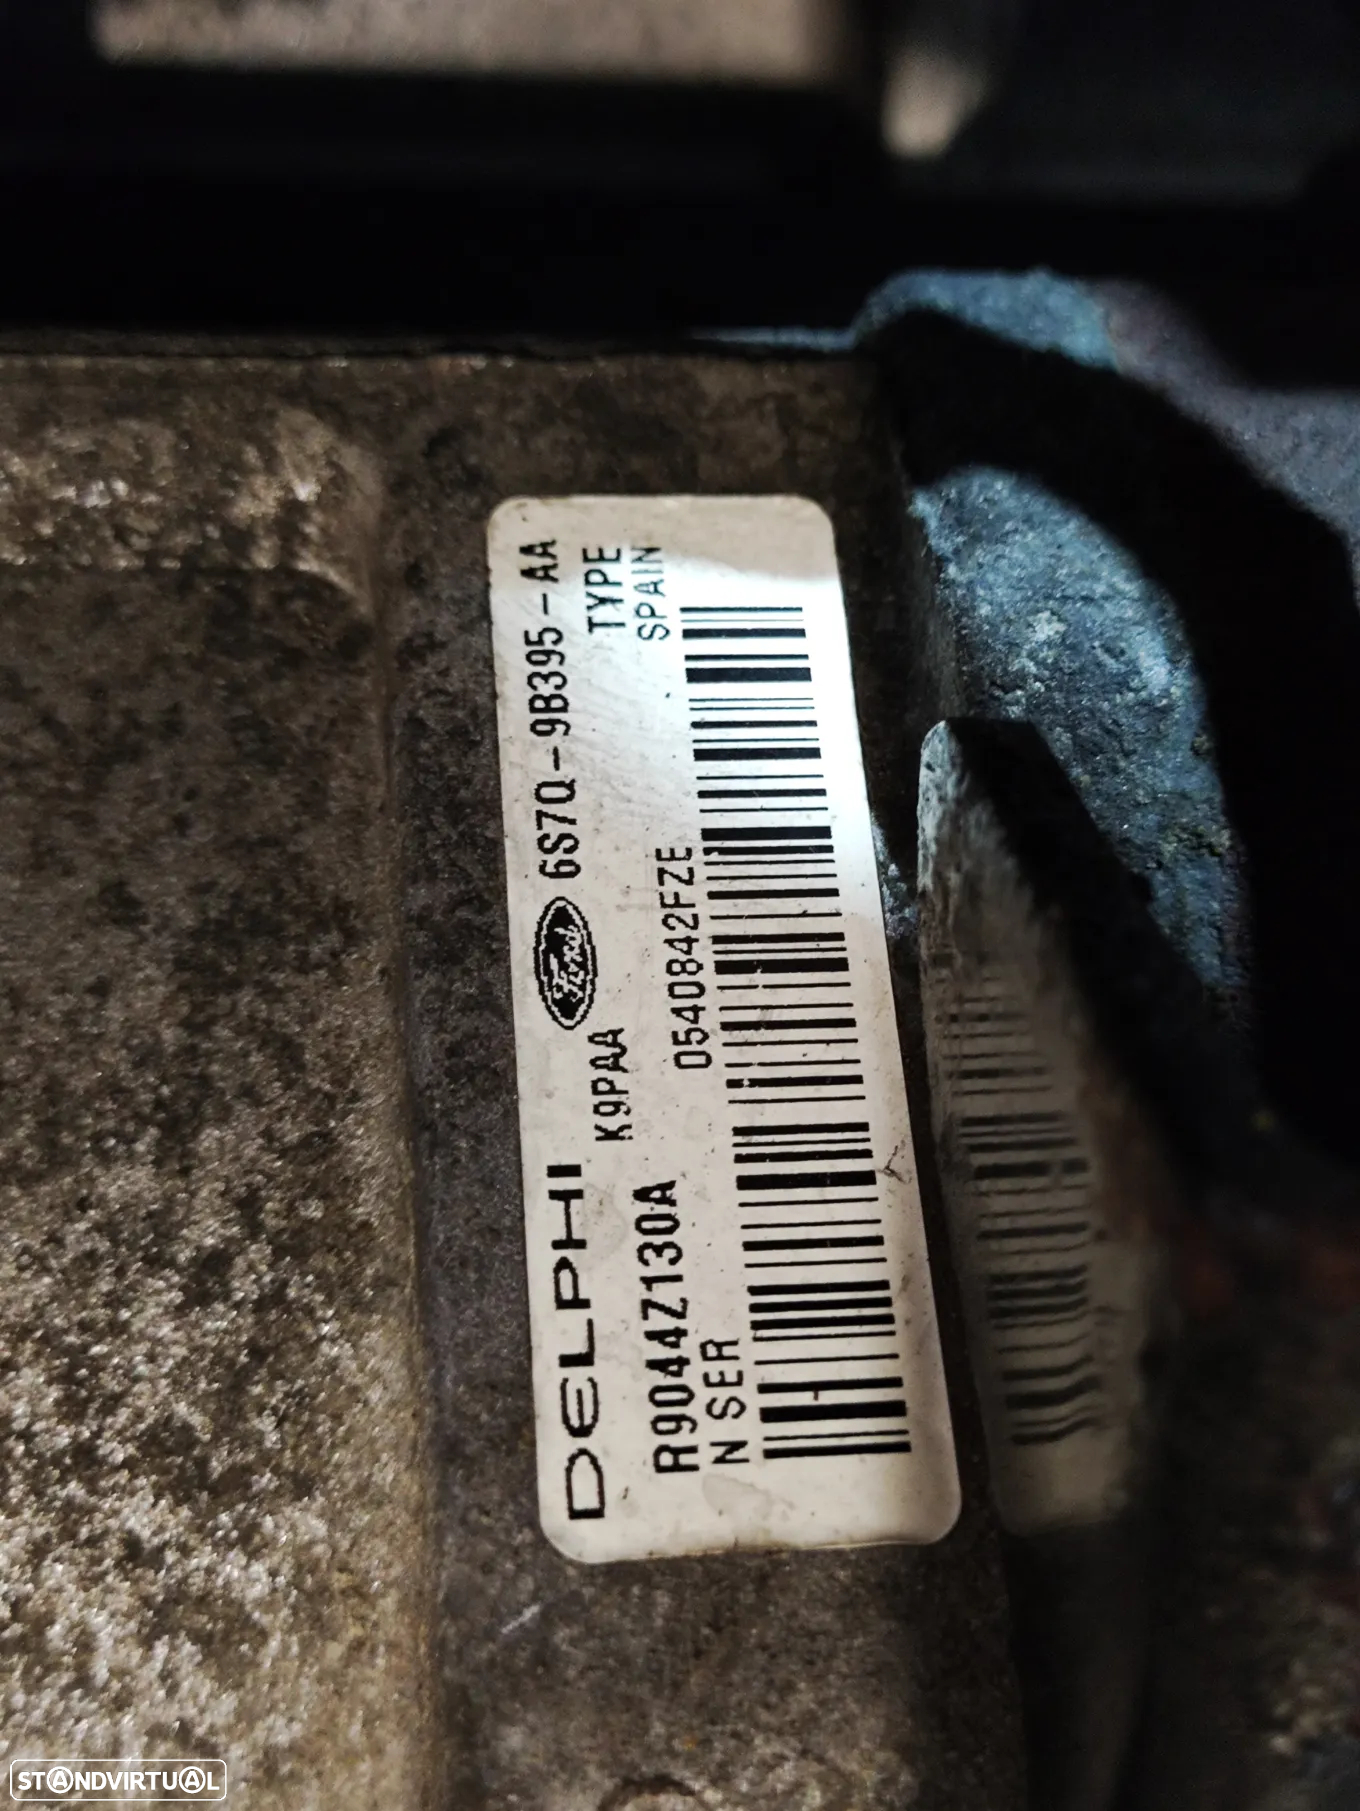 DELPHI Ford 6S7Q-9B395-AA
K9PAA TYPE
R9044Z130A SPAIN
N SER 0540842FZE
STANDVIRTUAL